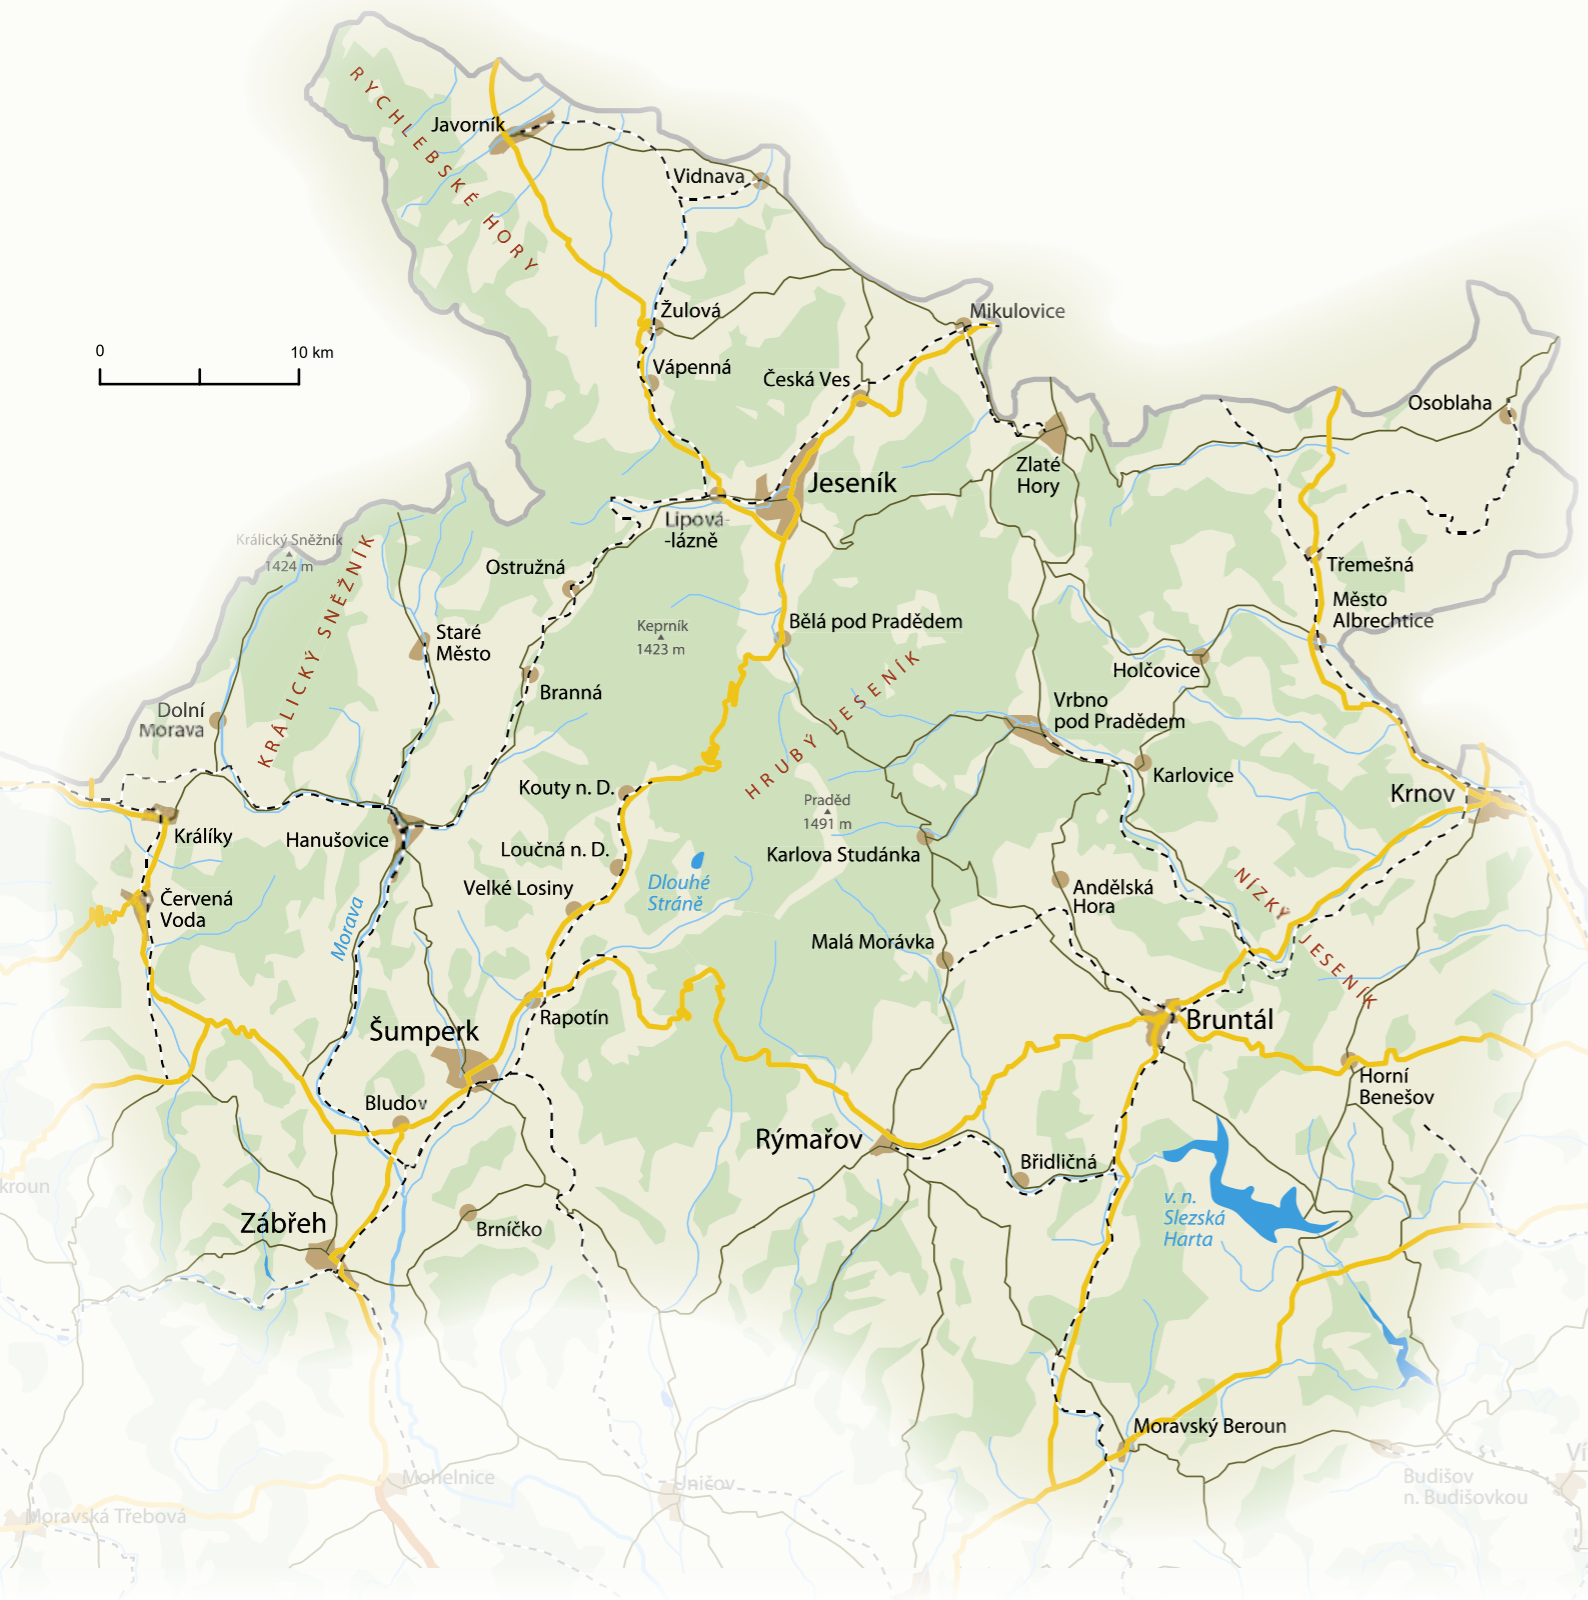 RYCHLEBSKÉ HORY
Javorník
Vidnava
Žulová
Mikulovice
0
10 km
Vápenná
Česká Ves
Osoblaha
Zlaté
Hory
Jeseník
Lipová-
-lázně
Králický Sněžník
1424 m
KRÁLICKÝ SNĚŽNÍK
Ostružná
Třemešná
Město
Albrechtice
Staré
Město
Keprník
1423 m
Bělá pod Pradědem
Holčovice
Branná
HRUBÝ JESENÍK
Vrbno
pod Pradědem
Dolní
Morava
Karlovice
Kouty n. D.
Praděd
1491 m
Krnov
Králíky
Hanušovice
Loučná n. D.
Karlova Studánka
Velké Losiny
Dlouhé
Stráně
Andělská
Hora
NÍZKÝ JESENÍK
Červená
Voda
Morava
Malá Morávka
Šumperk
Rapotín
Bruntál
Horní
Benešov
Bludov
Rýmařov
Břidličná
kroun
v. n.
Slezská
Harta
Zábřeh
Brníčko
Moravský Beroun
Mohelnice
Uničov
Budišov
n. Budišovkou
Ví
Moravská Třebová